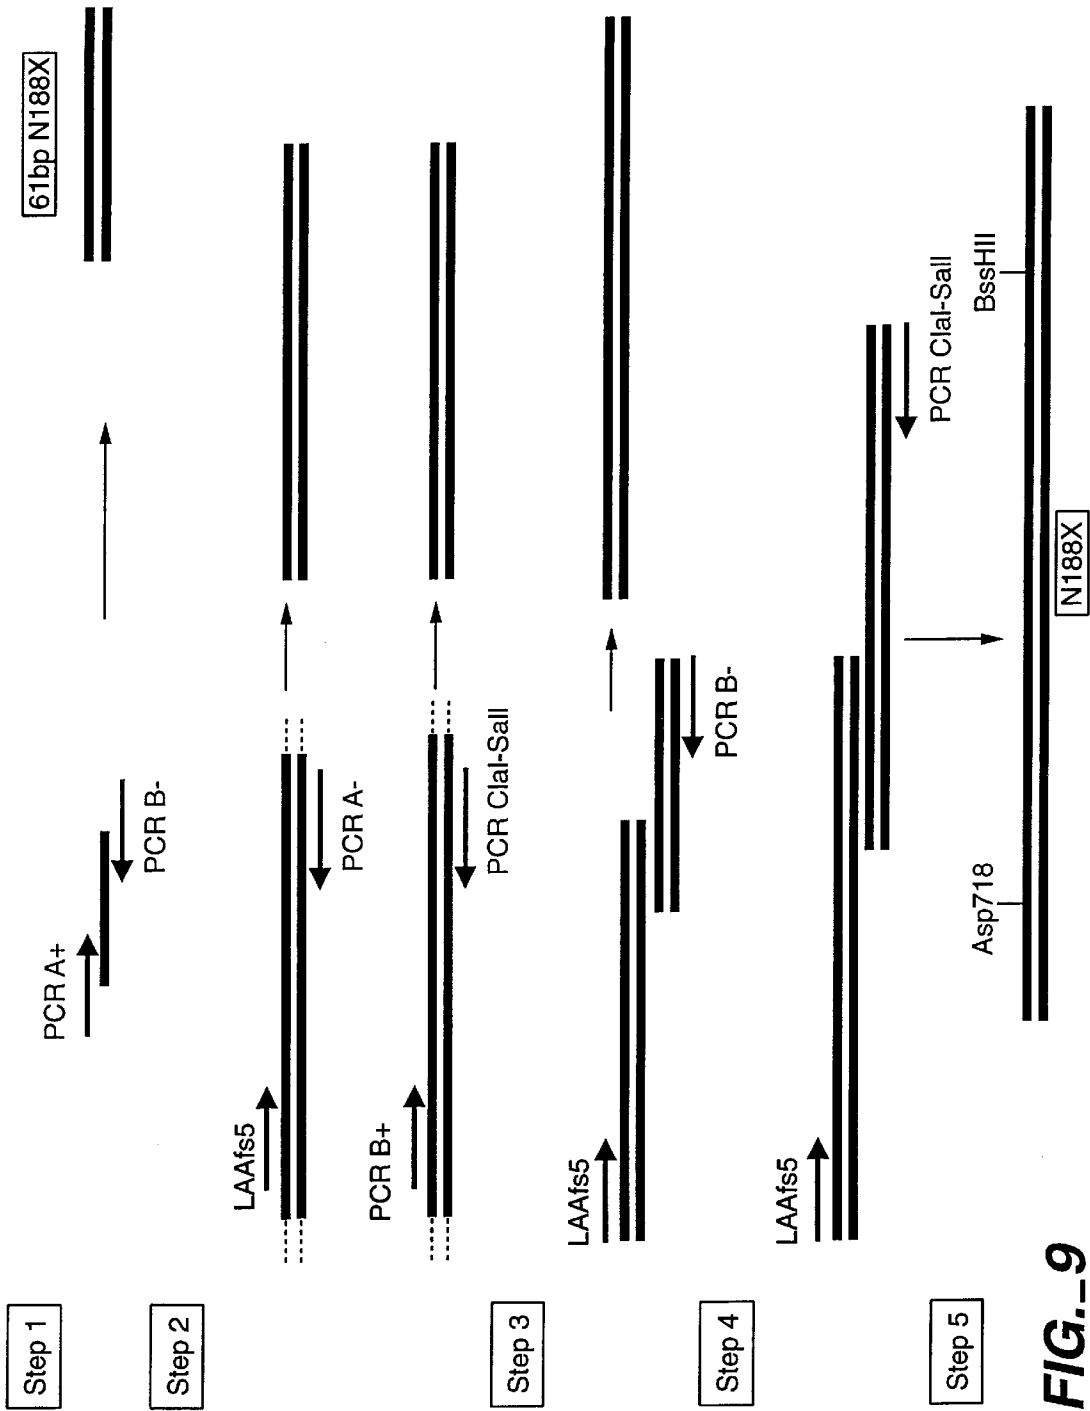 Step 1
PCR A+
PCR B-
61bp N188X
Step 2
LAAfs5
PCR A-
PCR B+
PCR ClaI-SalI
Step 3
LAAfs5
PCR B-
Step 4
LAAfs5
PCR ClaI-SalI
Step 5
Asp718
BssHII
N188X
FIG._9